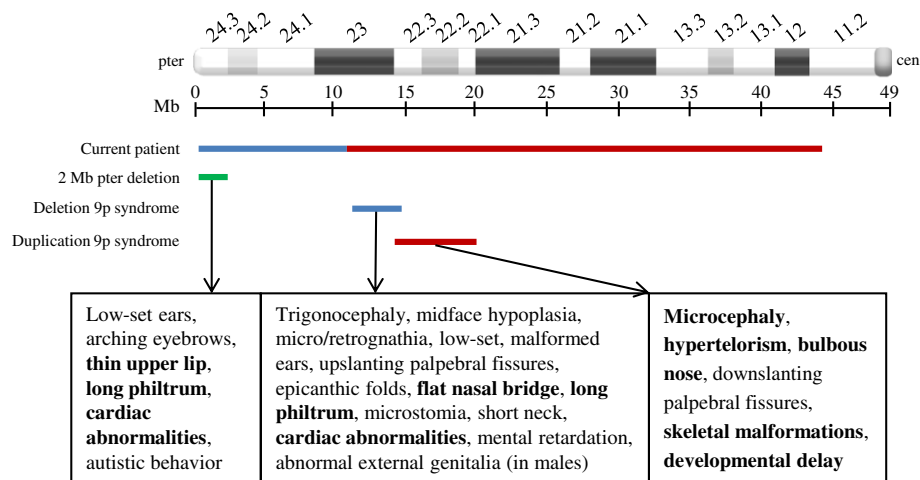 24.3 24.2 24.1 23 22.3 22.2 22.1 21.3 21.2 21.1 13.3 13.2 13.1 12 11.2
pter cen
Mb 0 5 10 15 20 25 30 35 40 45 49
Current patient
2 Mb pter deletion
Deletion 9p syndrome
Duplication 9p syndrome
Low-set ears,
arching eyebrows,
thin upper lip,
long philtrum,
cardiac
abnormalities,
autistic behavior
Trigonocephaly, midface hypoplasia,
micro/retrognathia, low-set, malformed
ears, upslanting palpebral fissures,
epicanthic folds, flat nasal bridge, long
philtrum, microstomia, short neck,
cardiac abnormalities, mental retardation,
abnormal external genitalia (in males)
Microcephaly,
hypertelorism, bulbous
nose, downslanting
palpebral fissures,
skeletal malformations,
developmental delay